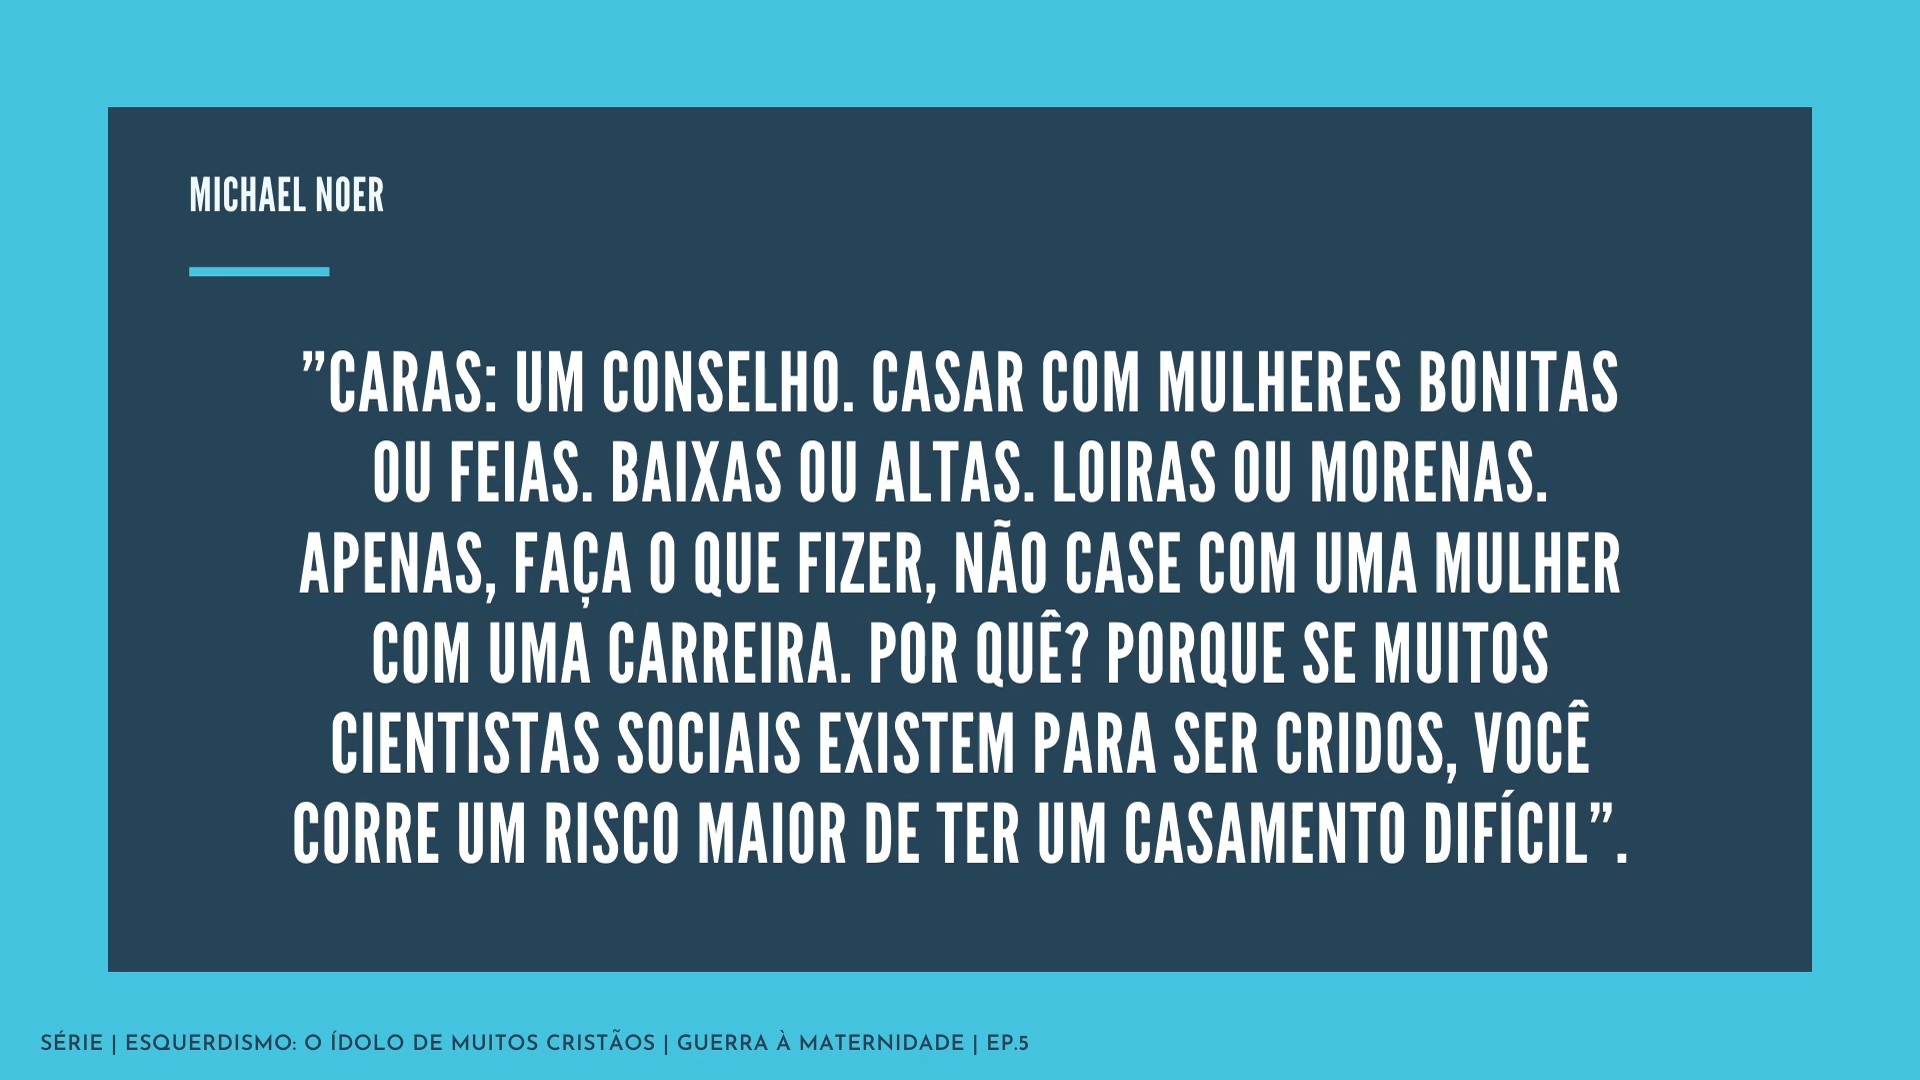 MICHAEL NOER
”CARAS: UM CONSELHO. CASAR COM MULHERES BONITAS
OU FEIAS. BAIXAS OU ALTAS. LOIRAS OU MORENAS.
APENAS, FAÇA O QUE FIZER, NÃO CASE COM UMA MULHER
COM UMA CARREIRA. POR QUÊ? PORQUE SE MUITOS
CIENTISTAS SOCIAIS EXISTEM PARA SER CRIDOS, VOCÊ
CORRE UM RISCO MAIOR DE TER UM CASAMENTO DIFÍCIL”.
SÉRIE | ESQUERDISMO: O ÍDOLO DE MUITOS CRISTÃOS | GUERRA À MATERNIDADE | EP.5